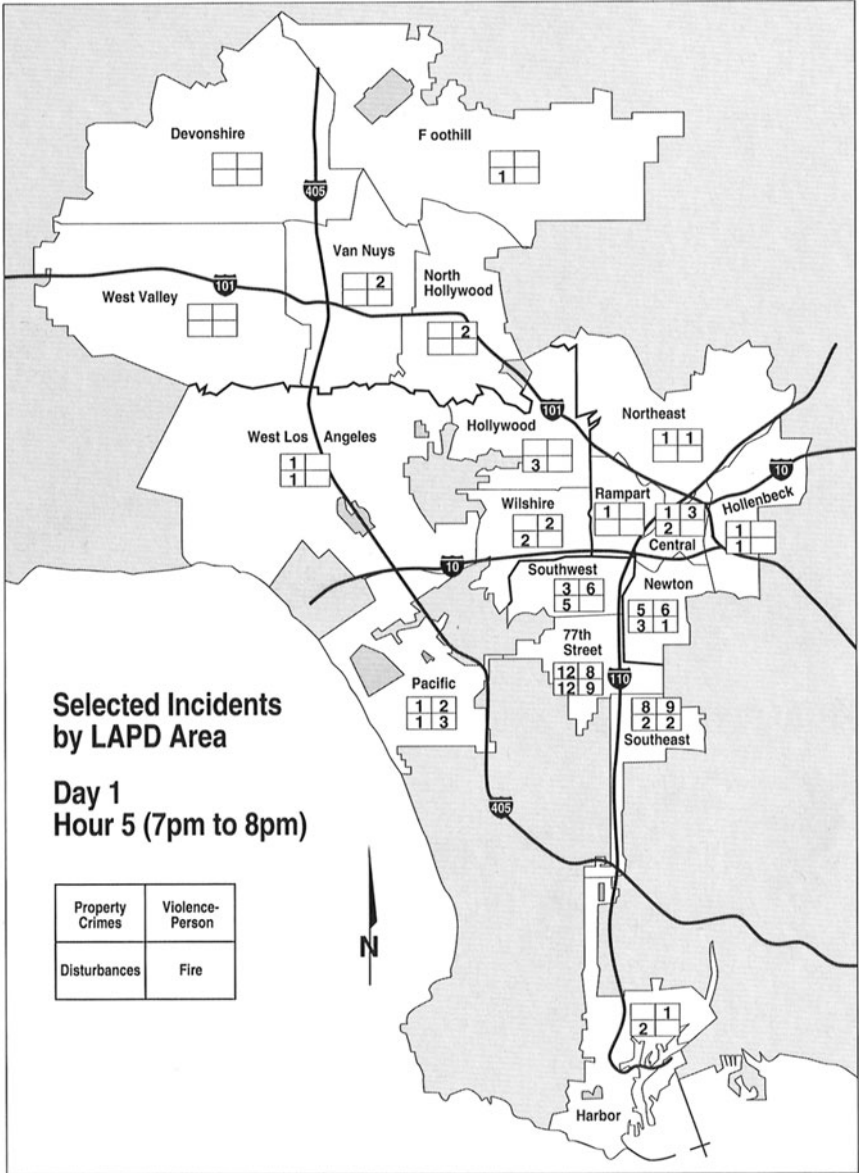 Devonshire
F oothill
1
405
Van Nuys
2
North
Hollywood
101
West Valley
2
101
Northeast
1 1
Hollywood
3
West Los Angeles
1
1
10
Hollenbeck
1
1
Rampart
1
1 3
2
Central
Wilshire
2
2
10
Southwest
3 6
5
Newton
5 6
3 1
77th
Street
12 8
12 9
110
Pacific
1 2
1 3
8 9
2 2
Southeast
Selected Incidents
by LAPD Area
Day 1
Hour 5 (7pm to 8pm)
405
Property
Crimes
Violence-
Person
Disturbances
Fire
N
1
2
Harbor